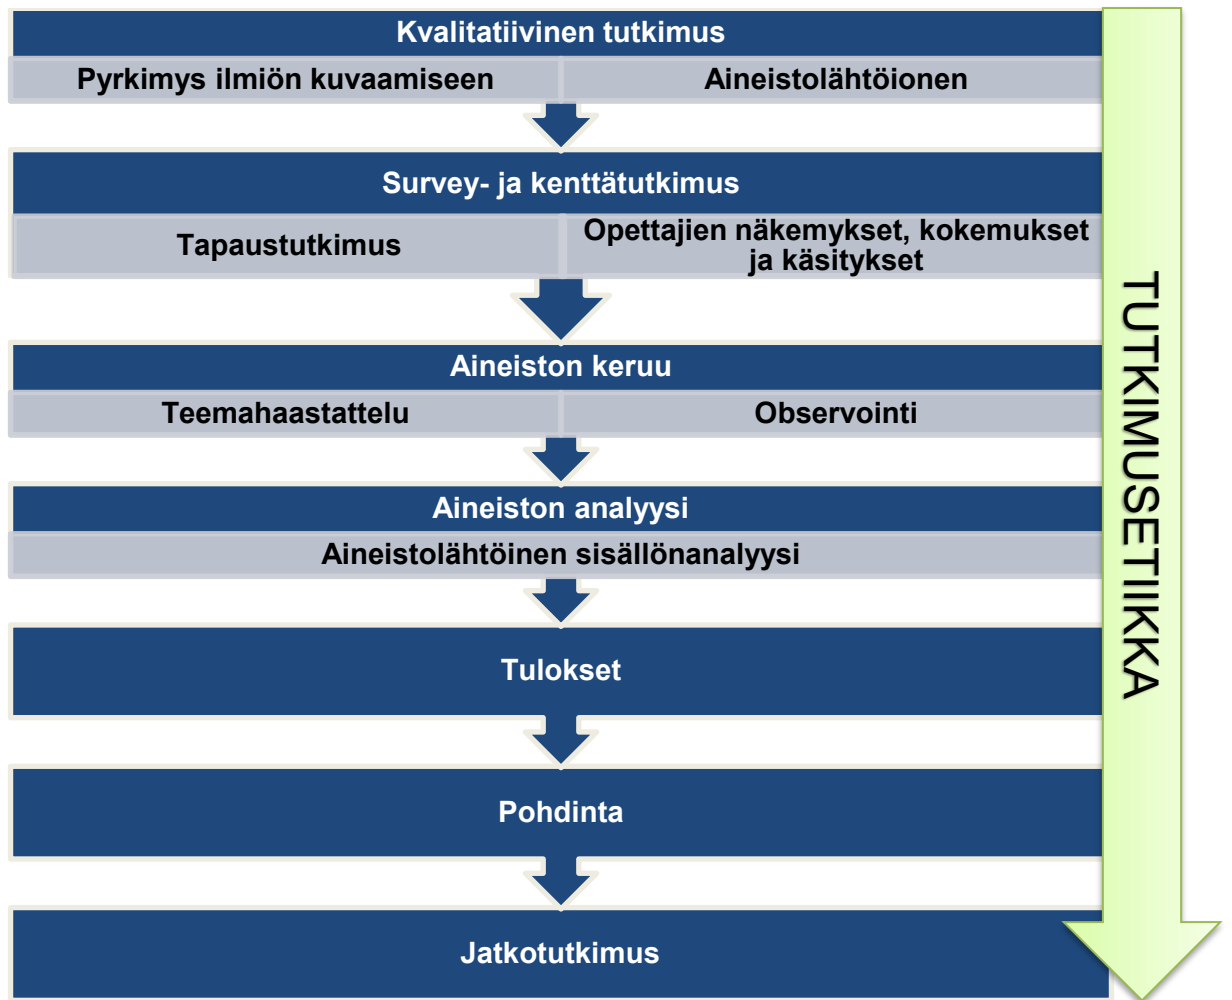 Kvalitatiivinen tutkimus
Pyrkimys ilmiön kuvaamiseen
Aineistolähtöionen
Survey- ja kenttätutkimus
Tapaustutkimus
Opettajien näkemykset, kokemukset
ja käsitykset
Aineiston keruu
Teemahaastattelu
Observointi
Aineiston analyysi
Aineistolähtöinen sisällönanalyysi
Tulokset
Pohdinta
Jatkotutkimus
TUTKIMUSETIIKKA